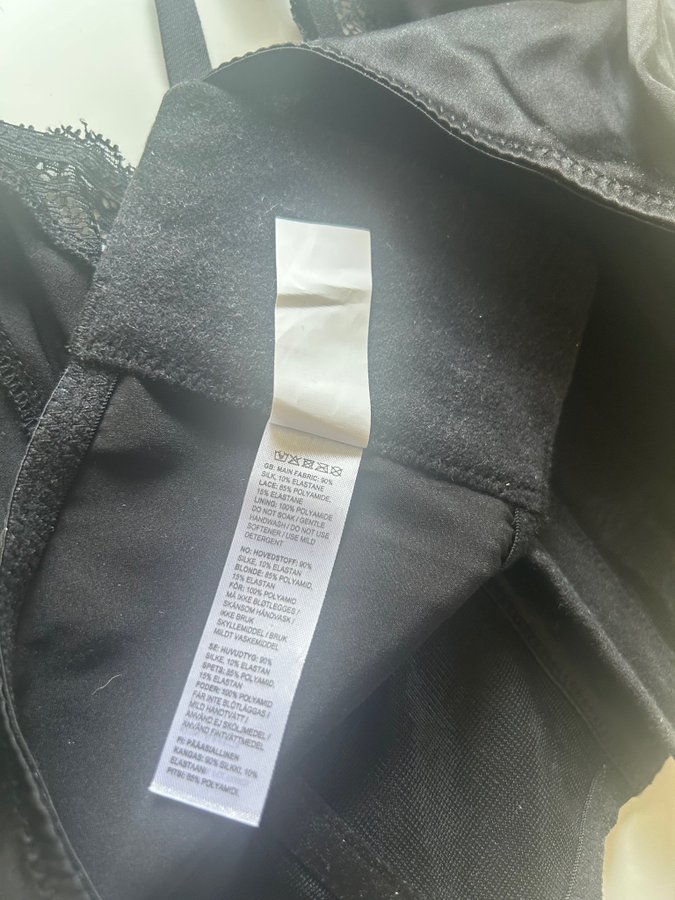 GB: MAIN FABRIC: 90%
SILK, 10% ELASTANE
LACE: 85% POLYAMIDE,
15% ELASTANE
LINING: 100% POLYAMIDE
DO NOT SOAK / GENTLE
HANDWASH / DO NOT USE
SOFTENER / USE MILD
DETERGENT
NO: HOVEDSTOFF: 90%
SILKE, 10% ELASTAN
BLONDE: 85% POLYAMID,
15% ELASTAN
FÔR: 100% POLYAMID
MÅ IKKE BLØTLEGGES /
SKÅNSOM HÅNDVASK /
IKKE BRUK
SKYLLEMIDDEL / BRUK
MILDT VASKEMIDDEL
SE: HUVUDTYG: 90%
SILKE, 10% ELASTAN
SPETS: 85% POLYAMID,
15% ELASTAN
FODER: 100% POLYAMID
FÅR INTE BLÖTLÄGGAS /
MILD HANDTVÄTT /
ANVÄND EJ SKÖLJMEDEL /
ANVÄND FINTVÄTTMEDEL
FI: PÄÄASIALLINEN
KANGAS: 90% SILKKI, 10%
ELASTAANI
PITSI: 85% POLYAMIDI,